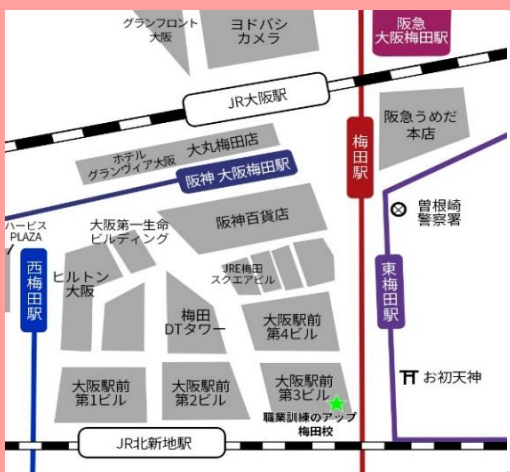 グランフロント
大阪
ヨドバシ
カメラ
阪急
大阪梅田駅
JR大阪駅
阪急うめだ
本店
梅田駅
大丸梅田店
ホテル
グランヴィア大阪
阪神 大阪梅田駅
曽根崎
警察署
阪神百貨店
大阪第一生命
ビルディング
ハービス
PLAZA
西梅田駅
ヒルトン
大阪
JRE梅田
スクエアビル
東梅田駅
梅田
DTタワー
大阪駅前
第4ビル
お初天神
大阪駅前
第1ビル
大阪駅前
第2ビル
大阪駅前
第3ビル
職業訓練のアップ
梅田校
JR北新地駅